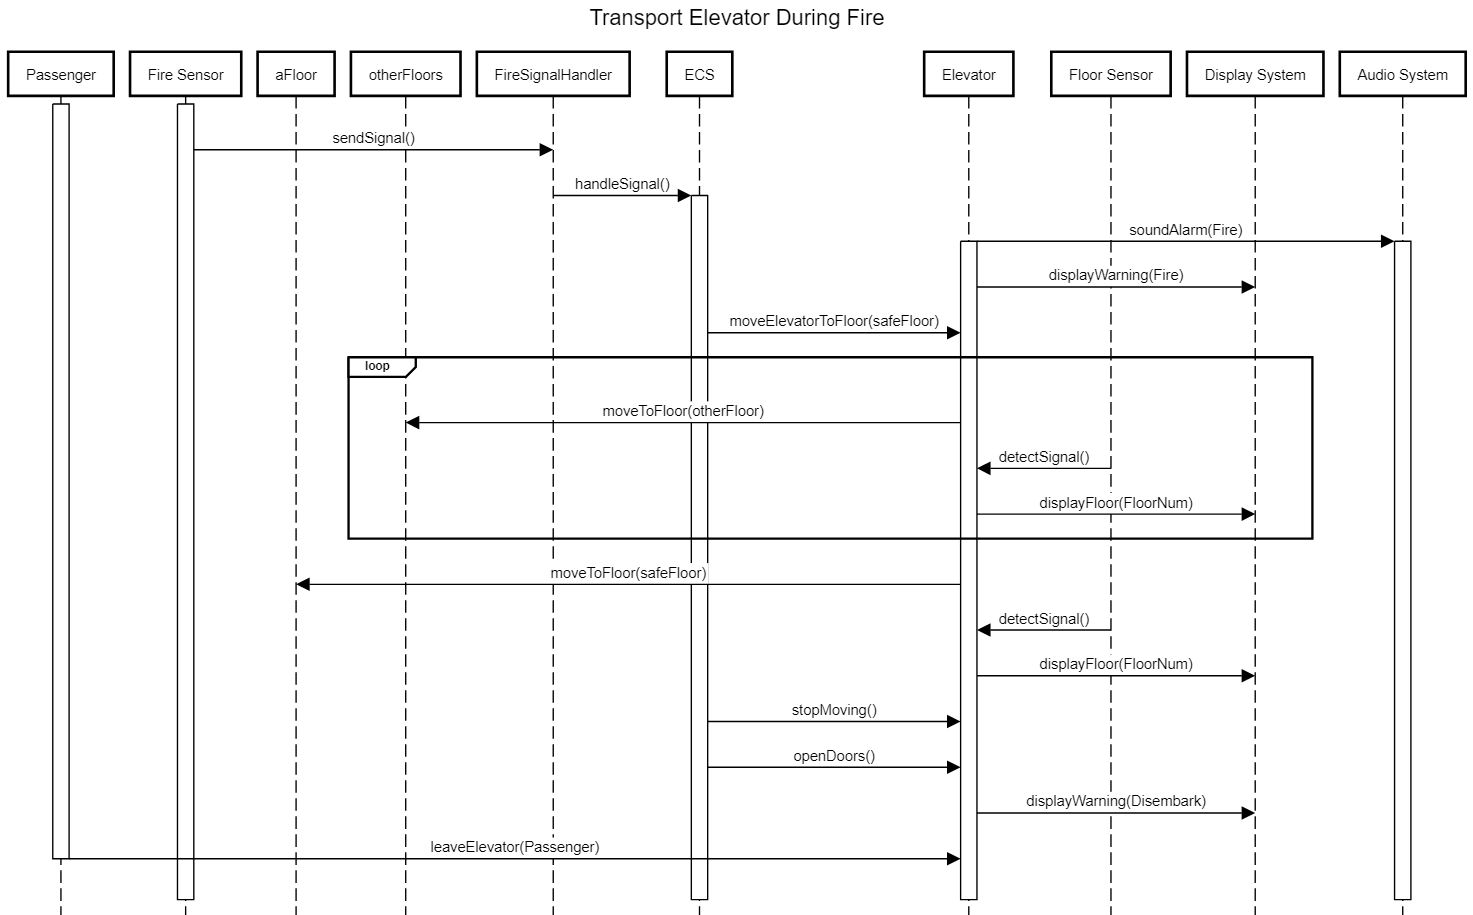 Transport Elevator During Fire
Passenger
Fire Sensor
aFloor
otherFloors
FireSignalHandler
ECS
Elevator
Floor Sensor
Display System
Audio System
sendSignal()
handleSignal()
soundAlarm(Fire)
displayWarning(Fire)
moveElevatorToFloor(safeFloor)
loop
moveToFloor(otherFloor)
detectSignal()
displayFloor(FloorNum)
moveToFloor(safeFloor)
detectSignal()
displayFloor(FloorNum)
stopMoving()
openDoors()
displayWarning(Disembark)
leaveElevator(Passenger)